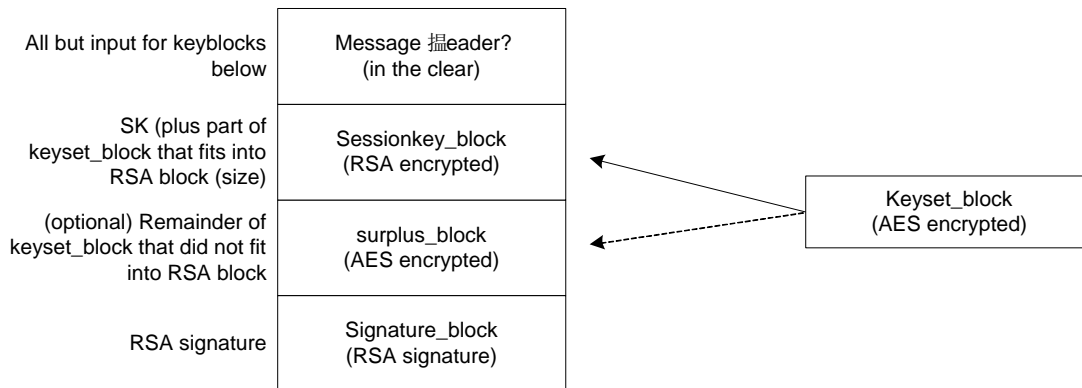 All but input for keyblocks
below
Message 揾eader?
(in the clear)
SK (plus part of
keyset_block that fits into
RSA block (size)
Sessionkey_block
(RSA encrypted)
(optional) Remainder of
keyset_block that did not fit
into RSA block
surplus_block
(AES encrypted)
RSA signature
Signature_block
(RSA signature)
Keyset_block
(AES encrypted)